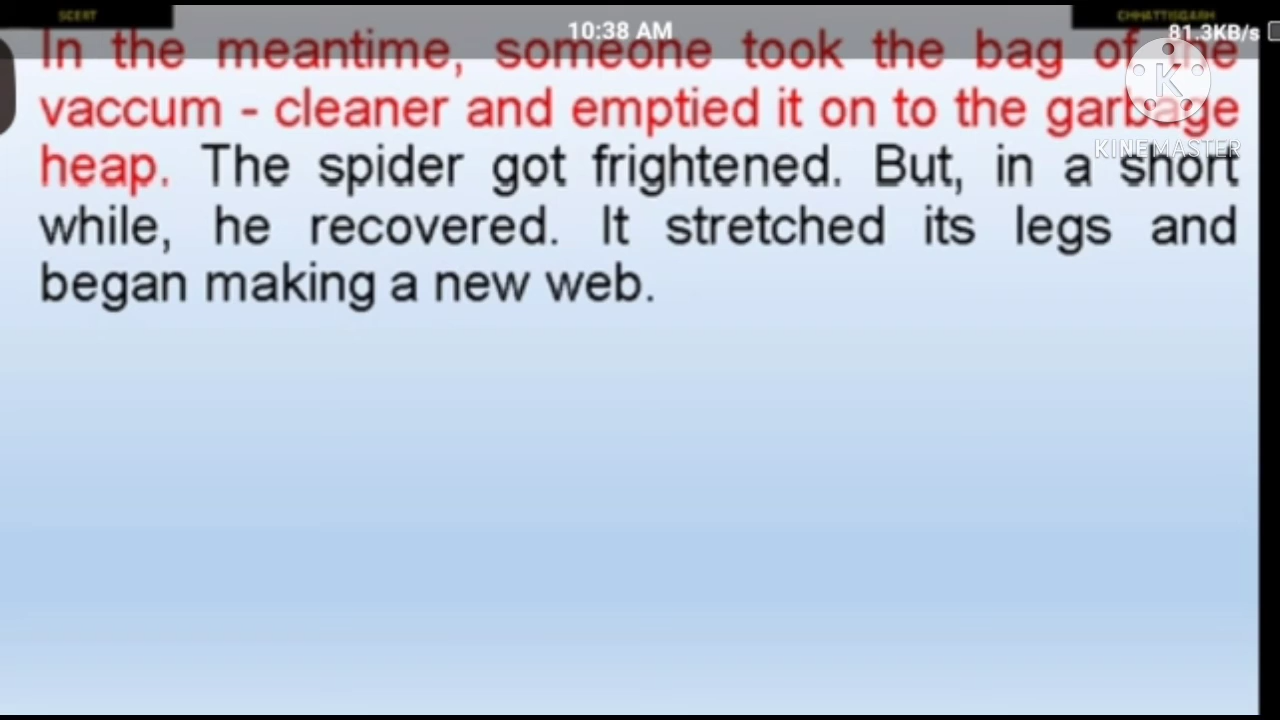 SCERT
CHHATTISGARH
10:38 AM
81.3KB/s
In the meantime, someone took the bag of the
vaccum - cleaner and emptied it on to the garbage
heap. The spider got frightened. But, in a short
while, he recovered. It stretched its legs and
began making a new web.
K
KINEMASTER